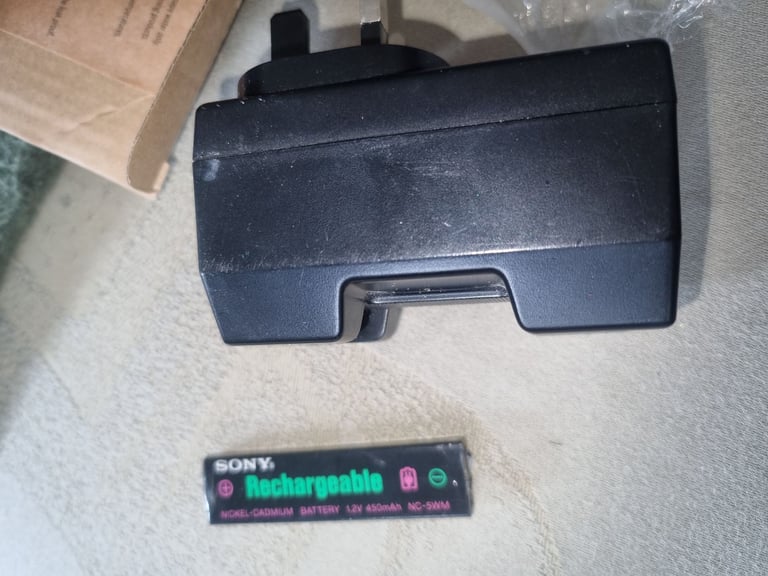 SONY®
Rechargeable
NICKEL-CADMIUM BATTERY 1.2V 450mAh NC-5WM